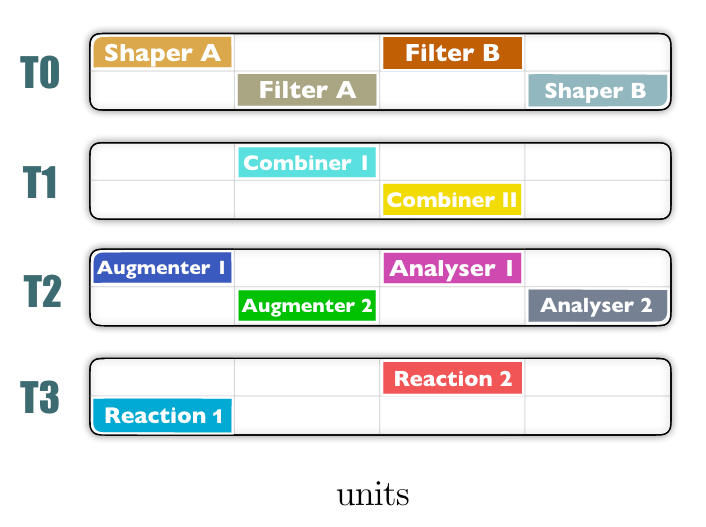 T0
Shaper A
Filter B
Filter A
Shaper B
T1
Combiner 1
Combiner II
T2
Augmenter 1
Analyser 1
Augmenter 2
Analyser 2
T3
Reaction 2
Reaction 1
units